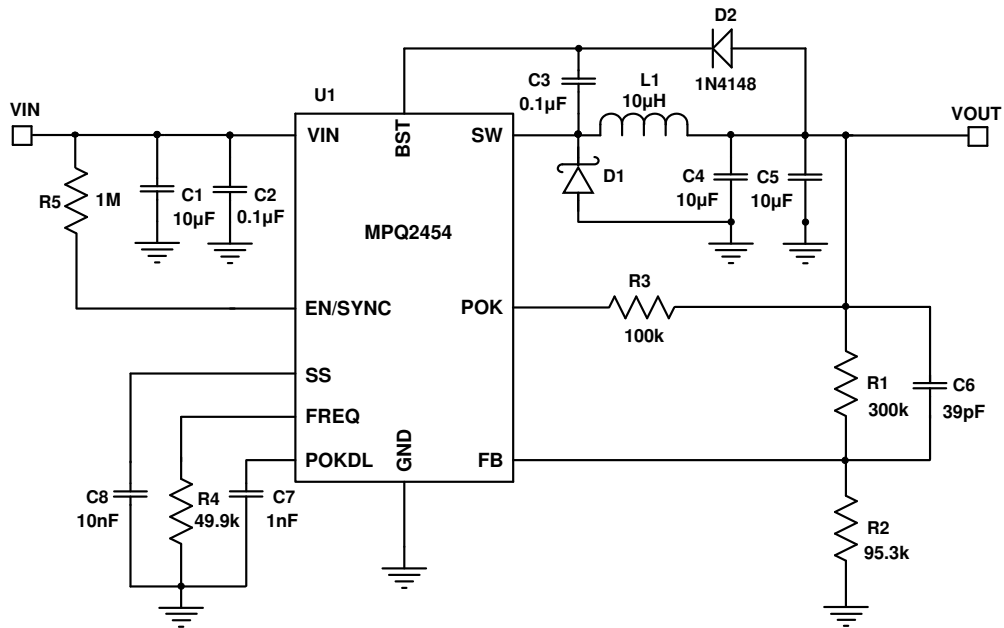 D2
1N4148
C3
0.1µF
L1
10µH
U1
VIN
VOUT
VIN
BST
SW
D1
C4
10µF
C5
10µF
R5
1M
C1
10µF
C2
0.1µF
MPQ2454
R3
100k
EN/SYNC
POK
SS
R1
300k
C6
39pF
FREQ
POKDL
GND
FB
C8
10nF
R4
49.9k
C7
1nF
R2
95.3k